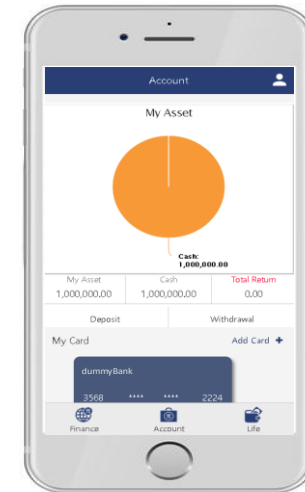 Account
My Asset
Cash:
1,000,000.00
My Asset Cash Total Return
1,000,000.00 1,000,000.00 0.00
Deposit Withdrawal
My Card Add Card +
dummyBank
3568 **** **** 2224
Finance Account Life